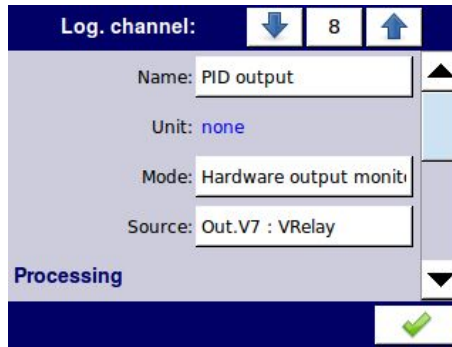 Log. channel: 8
Name: PID output
Unit: none
Mode: Hardware output monit
Source: Out.V7 : VRelay
Processing